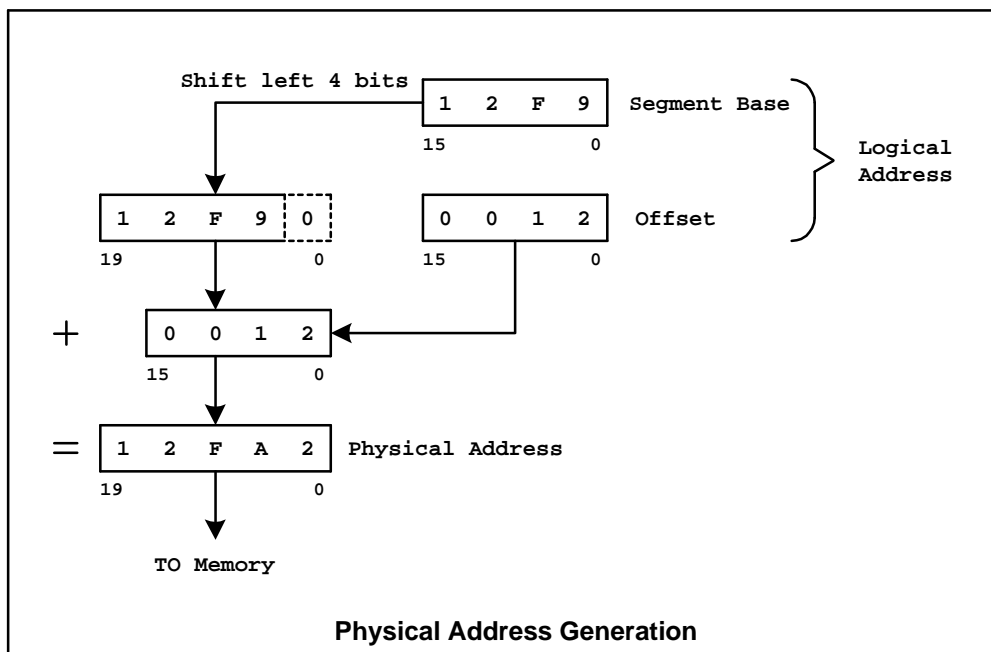 Shift left 4 bits
1 2 F 9 Segment Base
15 0
Logical
Address
1 2 F 9 0
0 0 1 2 Offset
19 0
15 0
+ 0 0 1 2
15 0
= 1 2 F A 2 Physical Address
19 0
TO Memory
Physical Address Generation